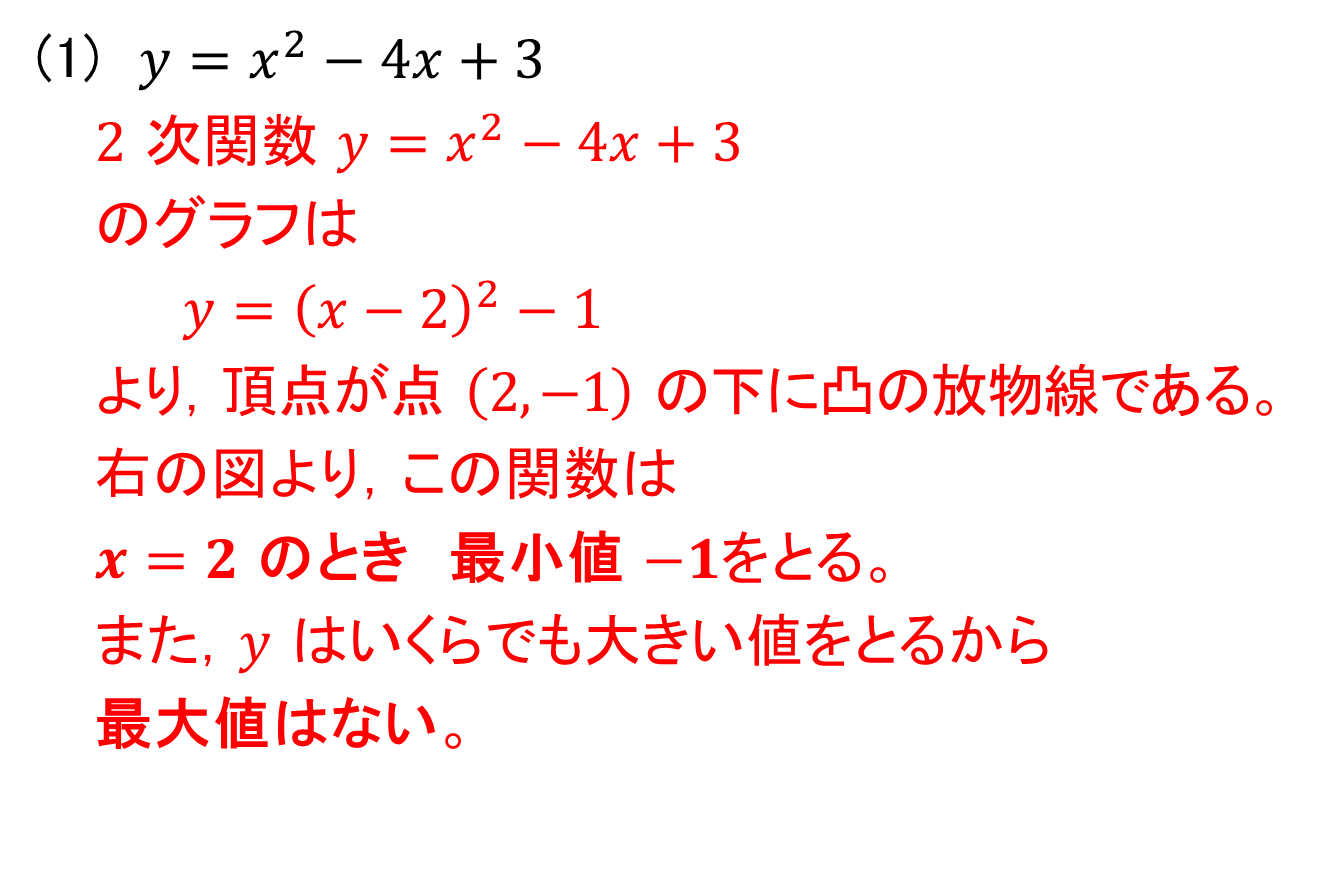 (1) y = x² − 4x + 3
2 次関数 y = x² − 4x + 3
のグラフは
y = (x − 2)² − 1
より, 頂点が点 (2, −1) の下に凸の放物線である。
右の図より, この関数は
x = 2 のとき 最小値 −1をとる。
また, y はいくらでも大きい値をとるから
最大値はない。